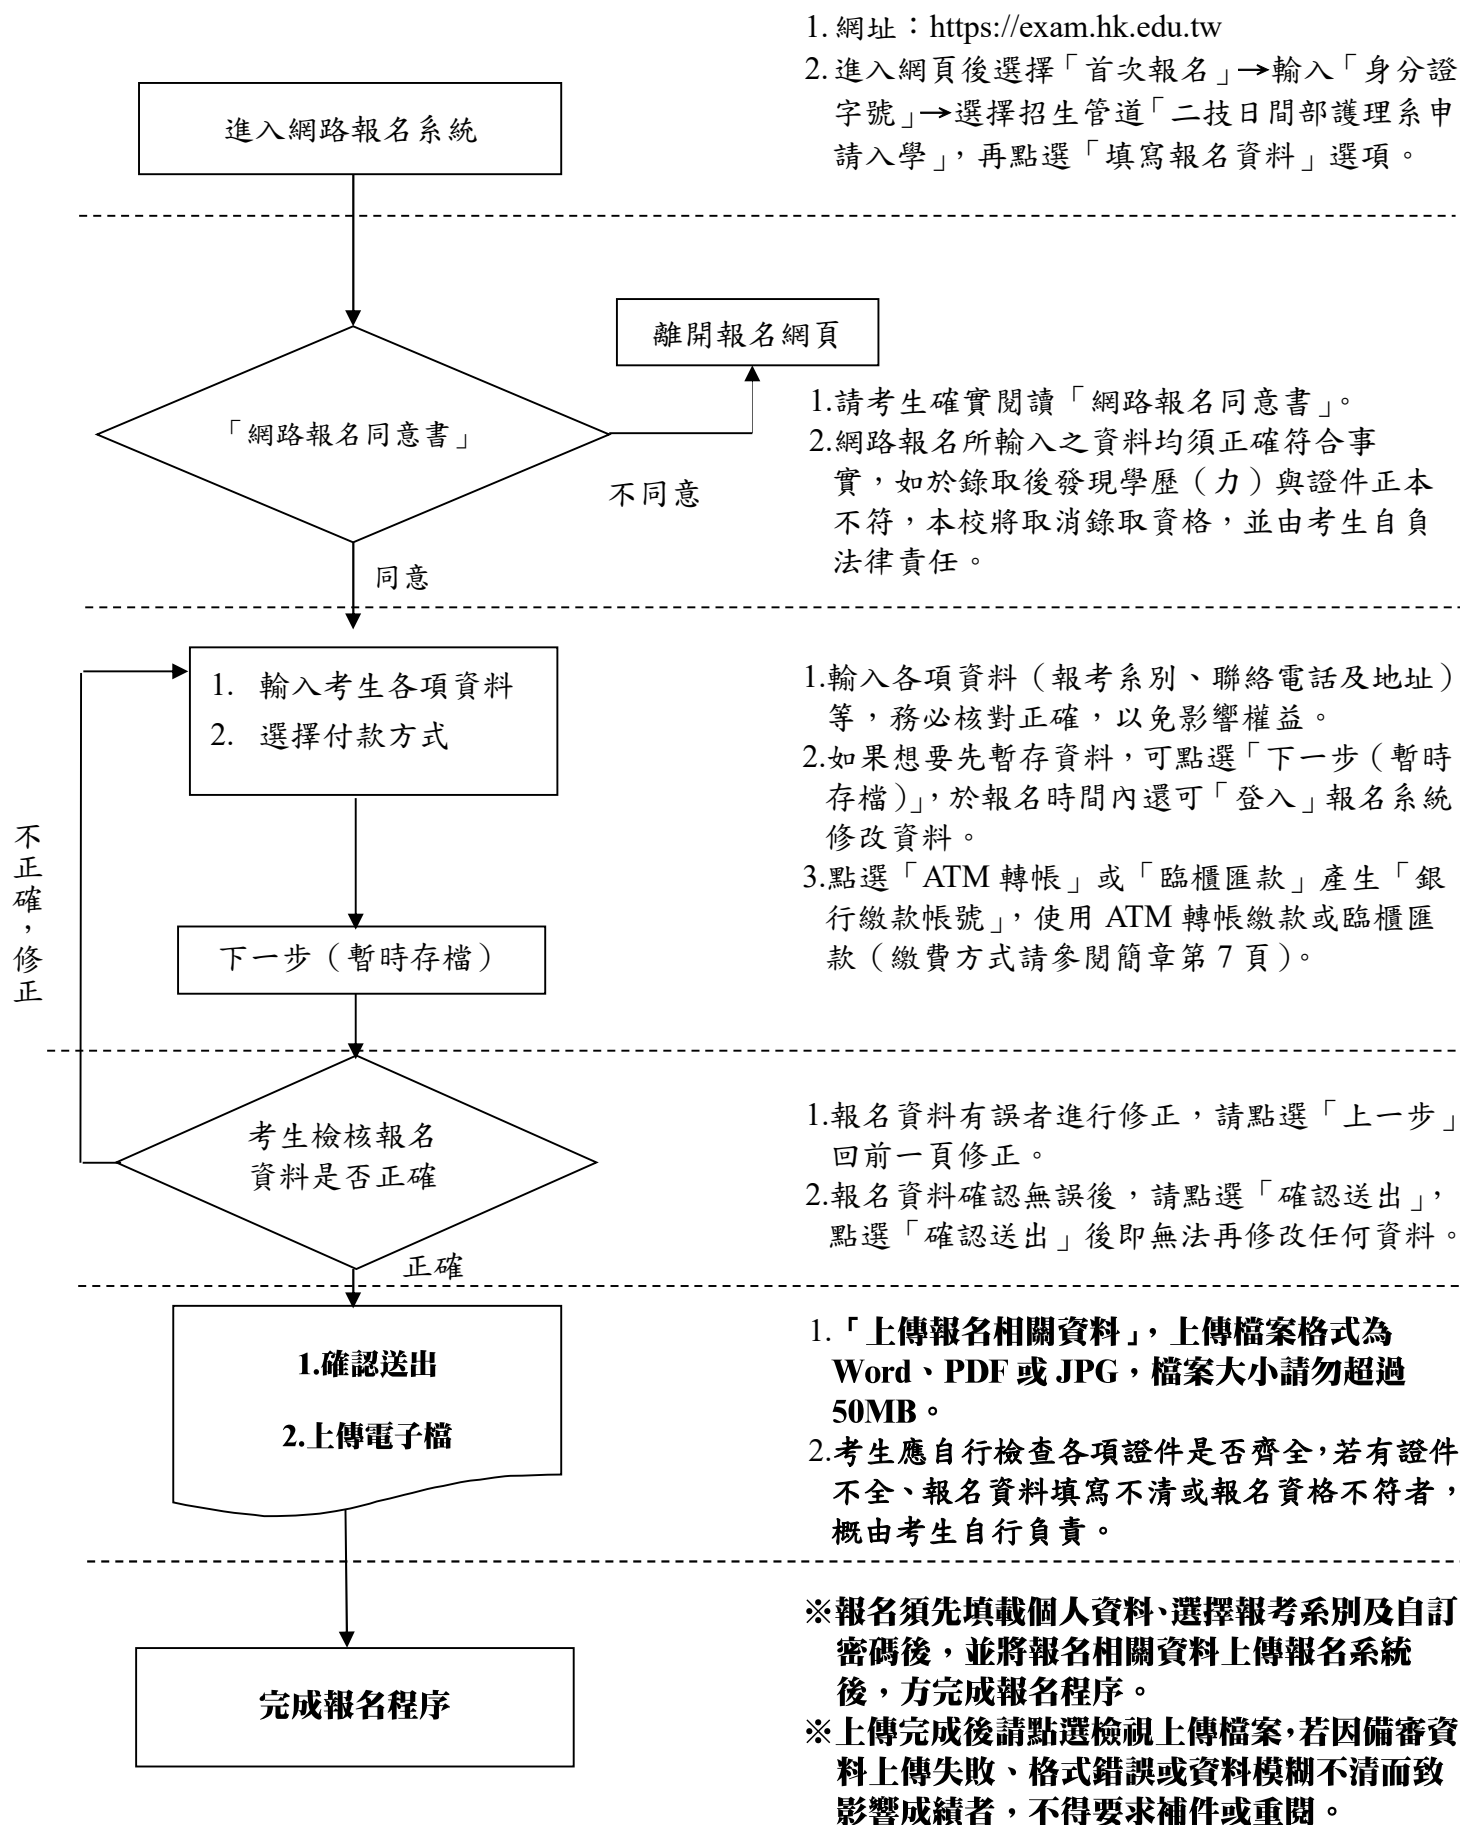 1. 網址：https://exam.hk.edu.tw
2. 進入網頁後選擇「首次報名」→輸入「身分證
字號」→選擇招生管道「二技日間部護理系申
請入學」，再點選「填寫報名資料」選項。
進入網路報名系統
離開報名網頁
「網路報名同意書」
不同意
同意
1.請考生確實閱讀「網路報名同意書」。
2.網路報名所輸入之資料均須正確符合事
實，如於錄取後發現學歷（力）與證件正本
不符，本校將取消錄取資格，並由考生自負
法律責任。
1. 輸入考生各項資料
2. 選擇付款方式
下一步（暫時存檔）
不正確，修正
1.輸入各項資料（報考系別、聯絡電話及地址）
等，務必核對正確，以免影響權益。
2.如果想要先暫存資料，可點選「下一步（暫時
存檔）」，於報名時間內還可「登入」報名系統
修改資料。
3.點選「ATM 轉帳」或「臨櫃匯款」產生「銀
行繳款帳號」，使用 ATM 轉帳繳款或臨櫃匯
款（繳費方式請參閱簡章第 7 頁）。
考生檢核報名
資料是否正確
正確
1.報名資料有誤者進行修正，請點選「上一步」
回前一頁修正。
2.報名資料確認無誤後，請點選「確認送出」，
點選「確認送出」後即無法再修改任何資料。
1.確認送出
2.上傳電子檔
1.「上傳報名相關資料」，上傳檔案格式為
Word、PDF 或 JPG，檔案大小請勿超過
50MB。
2.考生應自行檢查各項證件是否齊全，若有證件
不全、報名資料填寫不清或報名資格不符者，
概由考生自行負責。
完成報名程序
※報名須先填載個人資料、選擇報考系別及自訂
密碼後，並將報名相關資料上傳報名系統
後，方完成報名程序。
※上傳完成後請點選檢視上傳檔案，若因備審資
料上傳失敗、格式錯誤或資料模糊不清而致
影響成績者，不得要求補件或重閱。